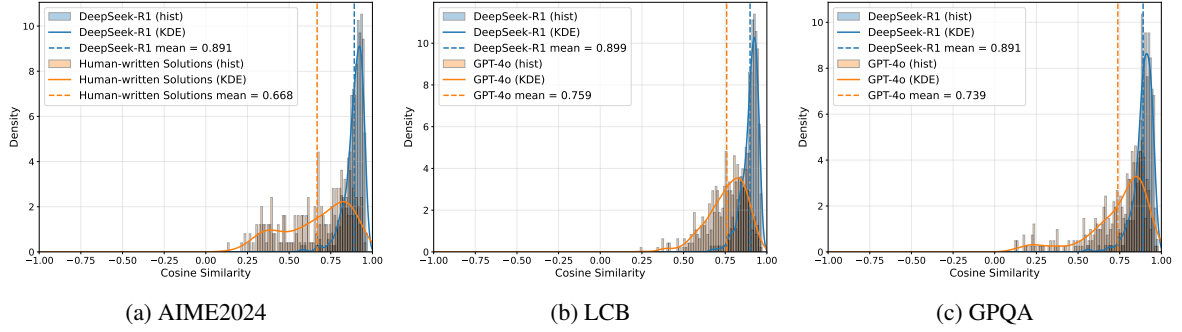 DeepSeek-R1 (hist)
DeepSeek-R1 (KDE)
DeepSeek-R1 mean = 0.891
Human-written Solutions (hist)
Human-written Solutions (KDE)
Human-written Solutions mean = 0.668
Density
10
8
6
4
2
0
−1.00 −0.75 −0.50 −0.25 0.00 0.25 0.50 0.75 1.00
Cosine Similarity
(a) AIME2024
DeepSeek-R1 (hist)
DeepSeek-R1 (KDE)
DeepSeek-R1 mean = 0.899
GPT-4o (hist)
GPT-4o (KDE)
GPT-4o mean = 0.759
Density
10
8
6
4
2
0
−1.00 −0.75 −0.50 −0.25 0.00 0.25 0.50 0.75 1.00
Cosine Similarity
(b) LCB
DeepSeek-R1 (hist)
DeepSeek-R1 (KDE)
DeepSeek-R1 mean = 0.891
GPT-4o (hist)
GPT-4o (KDE)
GPT-4o mean = 0.739
Density
10
8
6
4
2
0
−1.00 −0.75 −0.50 −0.25 0.00 0.25 0.50 0.75 1.00
Cosine Similarity
(c) GPQA